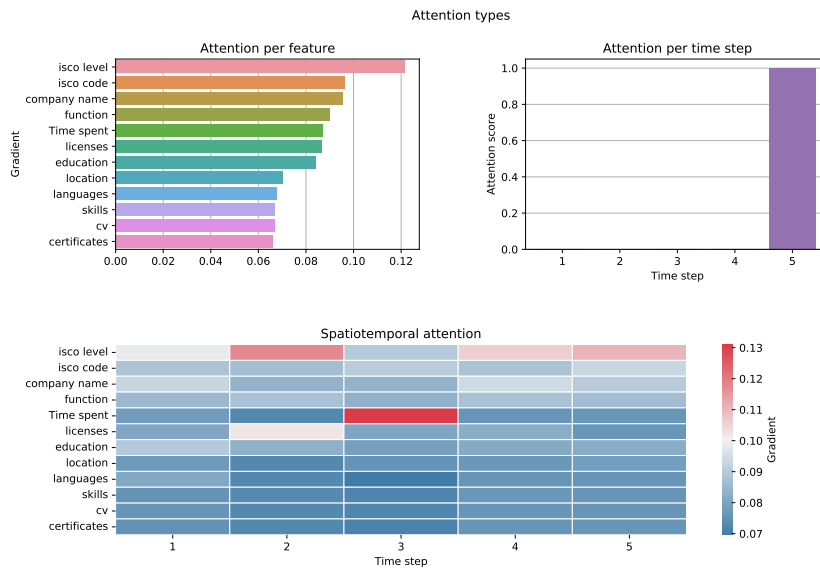 Attention types
Attention per feature
Gradient
isco level
isco code
company name
function
Time spent
licenses
education
location
languages
skills
cv
certificates
0.00 0.02 0.04 0.06 0.08 0.10 0.12
Attention per time step
Attention score
1.0
0.8
0.6
0.4
0.2
0.0
1 2 3 4 5
Time step
Spatiotemporal attention
isco level
isco code
company name
function
Time spent
licenses
education
location
languages
skills
cv
certificates
1 2 3 4 5
Time step
0.13
0.12
0.11
0.10
0.09
0.08
0.07
Gradient